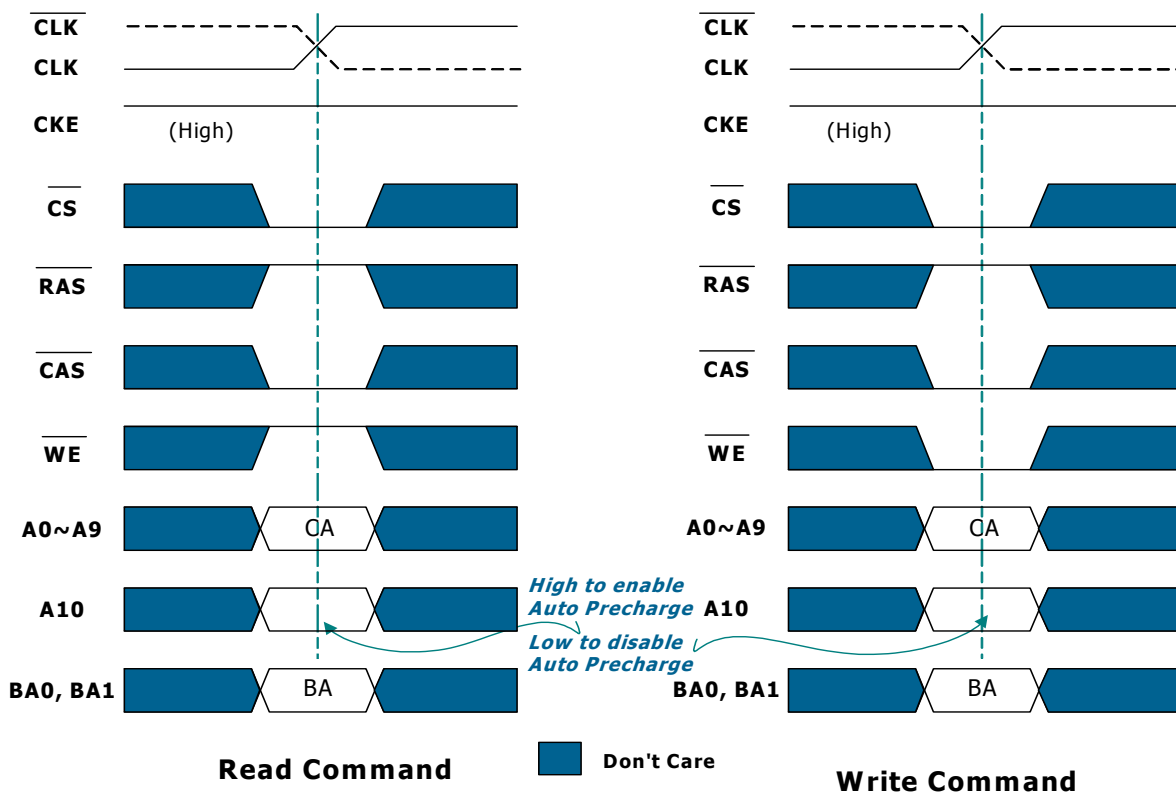 CLK
CLK
CKE
(High)
CS
RAS
CAS
WE
A0~A9
CA
A10
BA0, BA1
BA
Read Command
High to enable
Auto Precharge
Low to disable
Auto Precharge
Don't Care
CLK
CLK
CKE
(High)
CS
RAS
CAS
WE
A0~A9
CA
A10
BA0, BA1
BA
Write Command